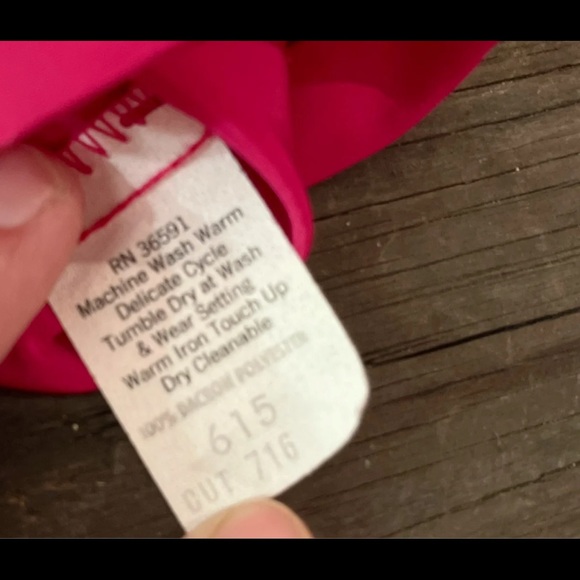 RN 36591
Machine Wash Warm
Delicate Cycle
Tumble Dry at Wash
& Wear Setting
Warm Iron Touch Up
Dry Cleanable
100% DACRON POLYESTER
615
CUT 716